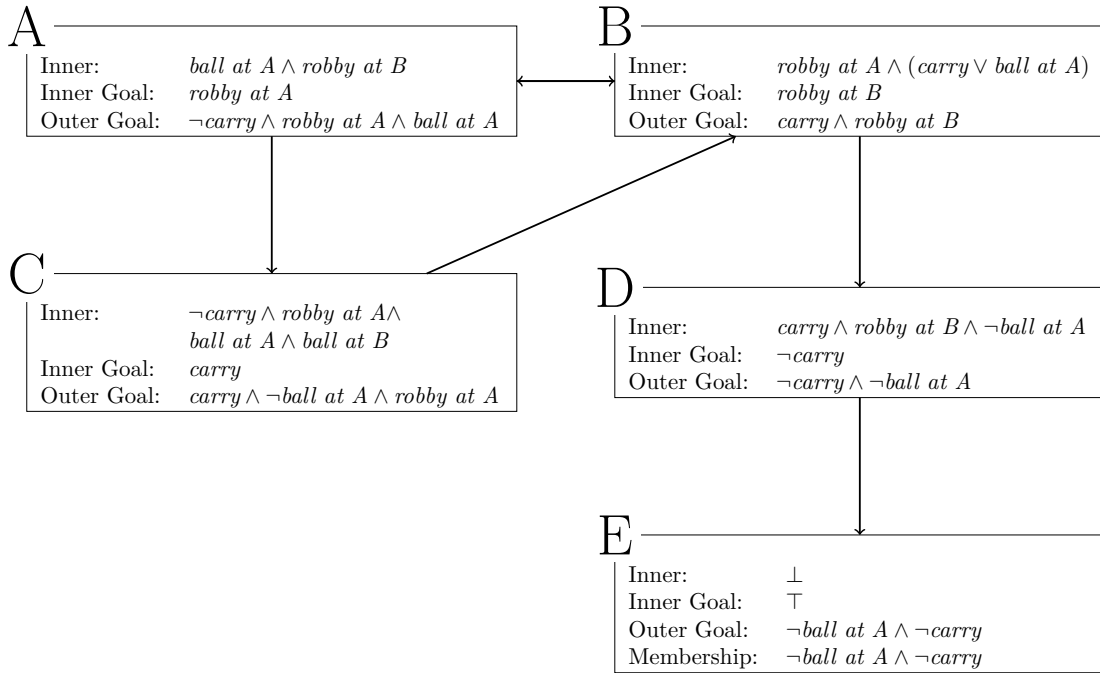 A
Inner: ball at A ∧ robby at B
Inner Goal: robby at A
Outer Goal: ¬carry ∧ robby at A ∧ ball at A
B
Inner: robby at A ∧ (carry ∨ ball at A)
Inner Goal: robby at B
Outer Goal: carry ∧ robby at B
C
Inner: ¬carry ∧ robby at A∧
ball at A ∧ ball at B
Inner Goal: carry
Outer Goal: carry ∧ ¬ball at A ∧ robby at A
D
Inner: carry ∧ robby at B ∧ ¬ball at A
Inner Goal: ¬carry
Outer Goal: ¬carry ∧ ¬ball at A
E
Inner: ⊥
Inner Goal: ⊤
Outer Goal: ¬ball at A ∧ ¬carry
Membership: ¬ball at A ∧ ¬carry